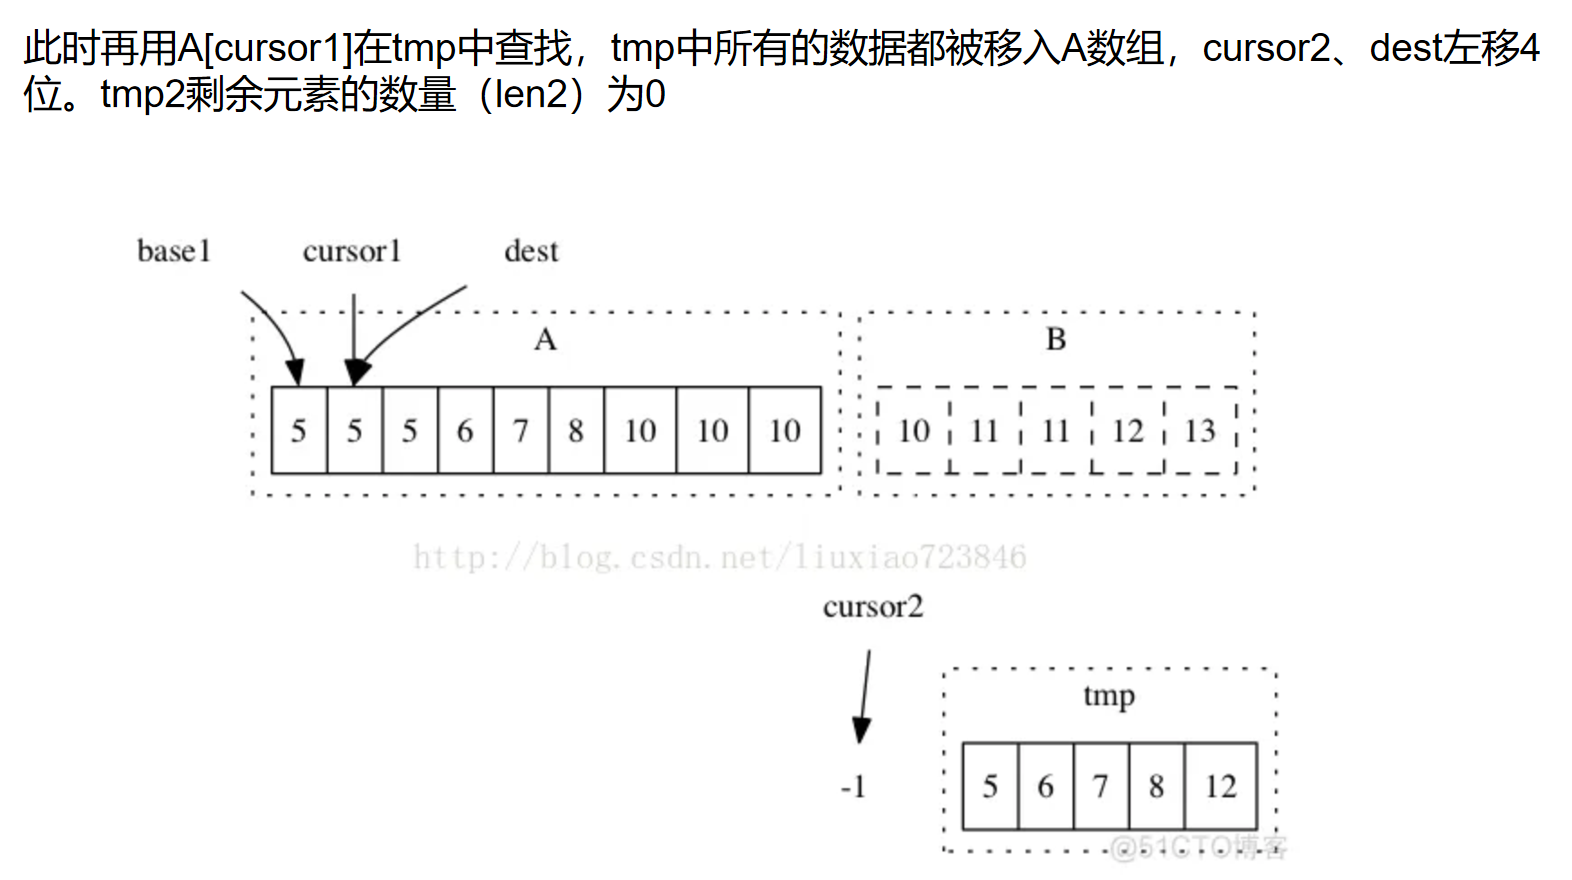 此时再用A[cursor1]在tmp中查找，tmp中所有的数据都被移入A数组，cursor2、dest左移4
位。tmp2剩余元素的数量（len2）为0
base1 cursor1 dest
A B
5 5 5 6 7 8 10 10 10 10 11 11 12 13
http://blog.csdn.net/liuxiao723846
cursor2
tmp
-1 5 6 7 8 12
@51CTO博客